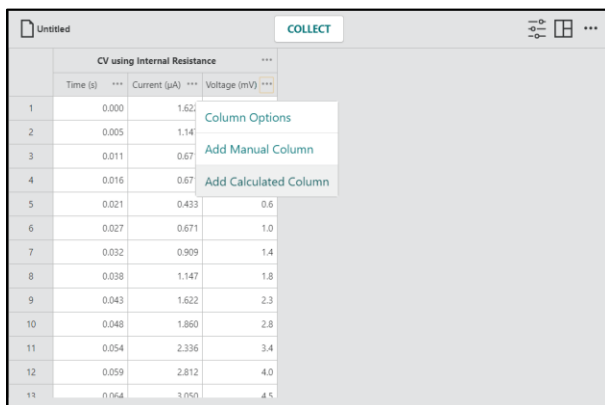 Untitled
COLLECT
CV using Internal Resistance
Time (s) Current (µA) Voltage (mV)
1 0.000
2 0.005
3 0.011
4 0.016
5 0.021 0.433 0.6
6 0.027 0.671 1.0
7 0.032 0.909 1.4
8 0.038 1.147 1.8
9 0.043 1.622 2.3
10 0.048 1.860 2.8
11 0.054 2.336 3.4
12 0.059 2.812 4.0
13 0.064 3.050 4.5
Column Options
Add Manual Column
Add Calculated Column